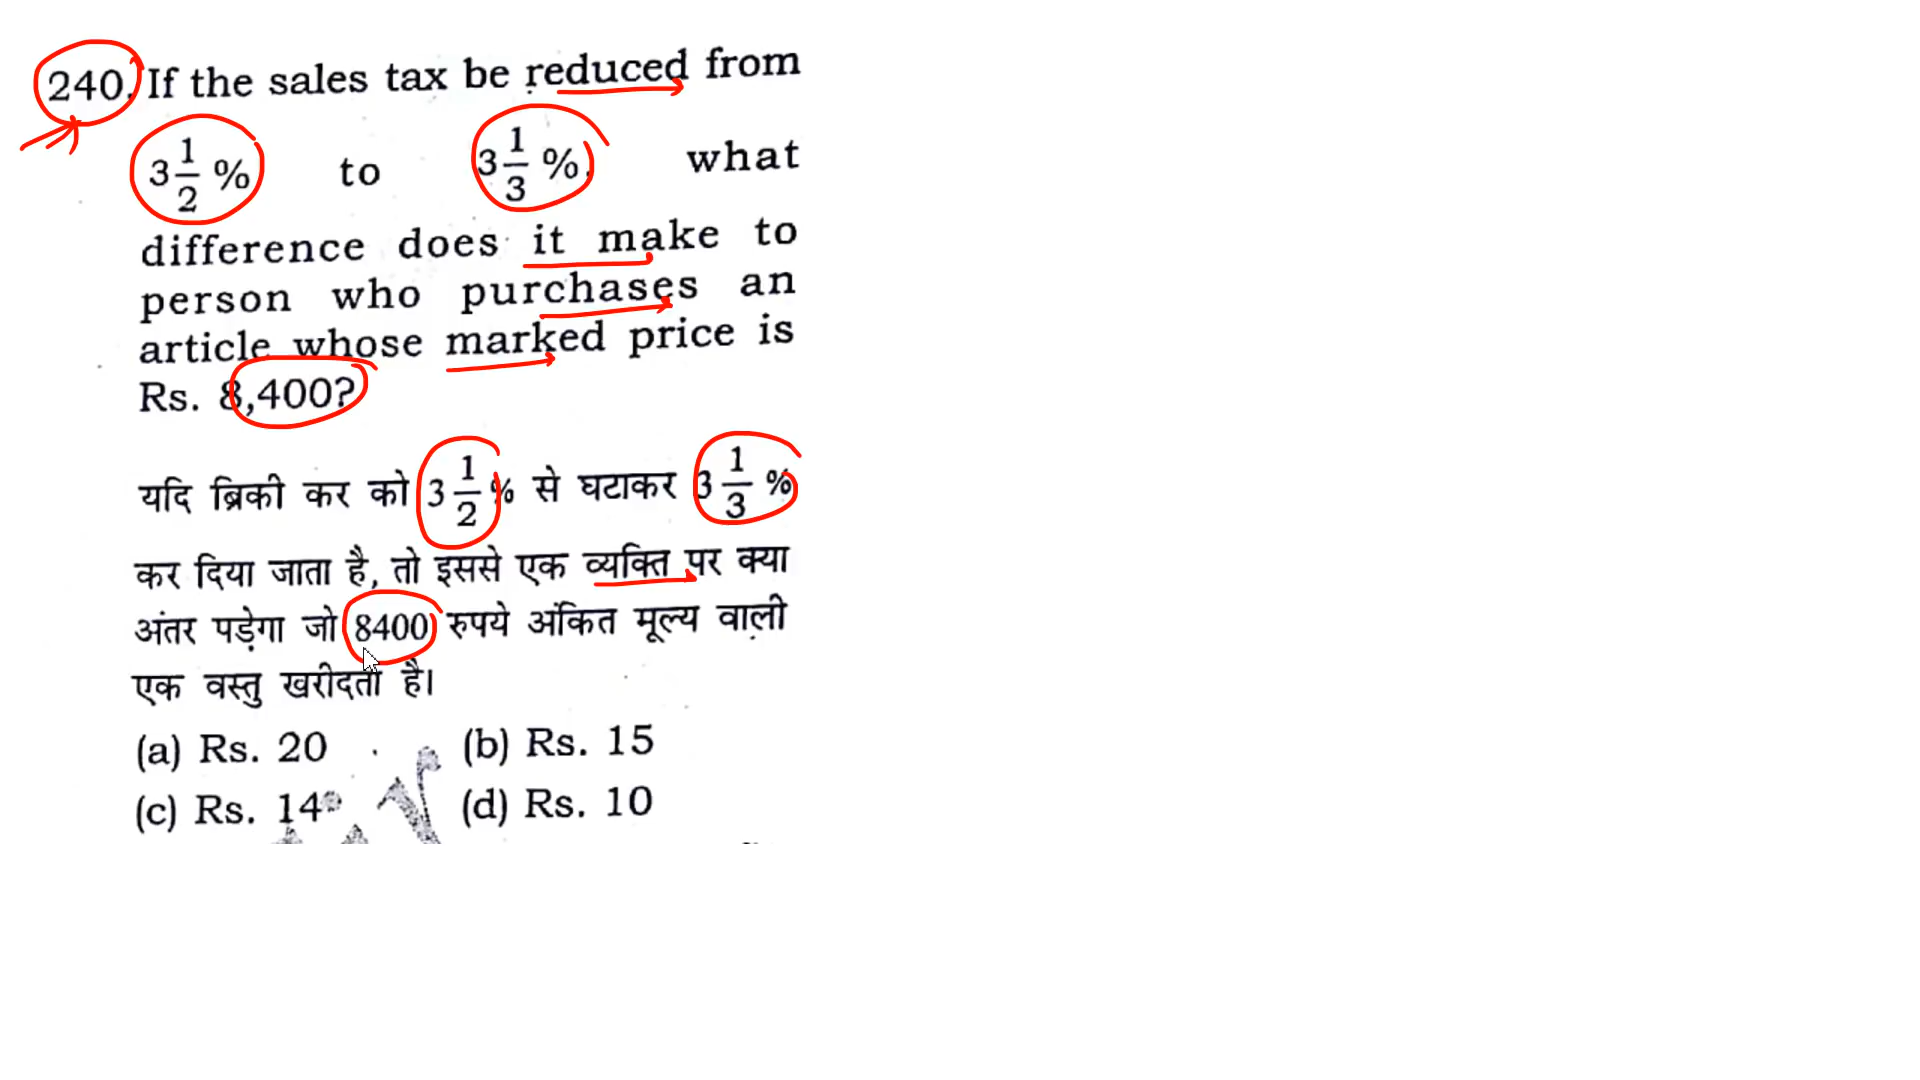 240. If the sales tax be reduced from
3 1/2 % to 3 1/3 %, what
difference does it make to
person who purchases an
article whose marked price is
Rs. 8,400?
यदि ब्रिकी कर को 3 1/2 % से घटाकर 3 1/3 %
कर दिया जाता है, तो इससे एक व्यक्ति पर क्या
अंतर पड़ेगा जो 8400 रुपये अंकित मूल्य वाली
एक वस्तु खरीदता है।
(a) Rs. 20 (b) Rs. 15
(c) Rs. 14 (d) Rs. 10